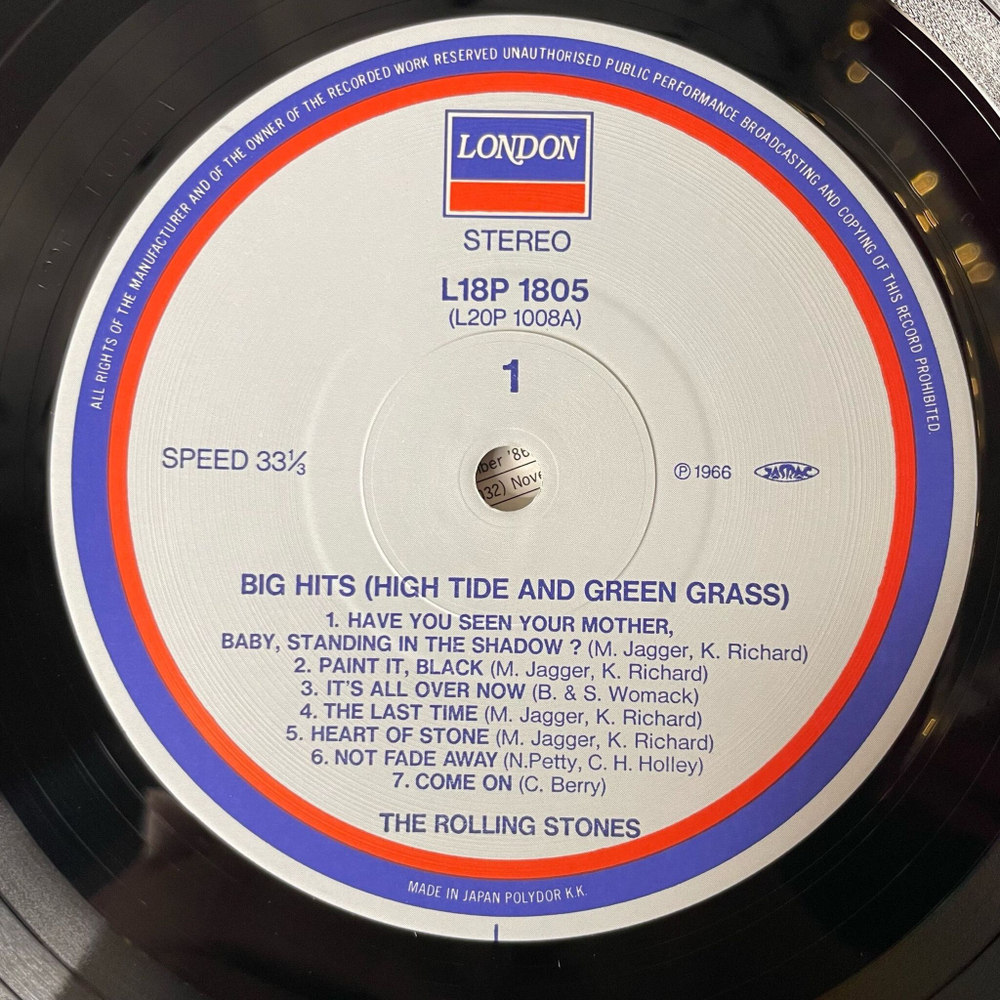 ALL RIGHTS OF THE MANUFACTURER AND OF THE OWNER OF THE RECORDED WORK RESERVED UNAUTHORISED PUBLIC PERFORMANCE BROADCASTING AND COPYING OF THIS RECORD PROHIBITED.
LONDON
STEREO
L18P 1805
(L20P 1008A)
1
SPEED 33⅓
℗ 1966
JASRAC
ber '86
032) Nove
BIG HITS (HIGH TIDE AND GREEN GRASS)
1. HAVE YOU SEEN YOUR MOTHER,
BABY, STANDING IN THE SHADOW ? (M. Jagger, K. Richard)
2. PAINT IT, BLACK (M. Jagger, K. Richard)
3. IT'S ALL OVER NOW (B. & S. Womack)
4. THE LAST TIME (M. Jagger, K. Richard)
5. HEART OF STONE (M. Jagger, K. Richard)
6. NOT FADE AWAY (N.Petty, C. H. Holley)
7. COME ON (C. Berry)
THE ROLLING STONES
MADE IN JAPAN POLYDOR K.K.